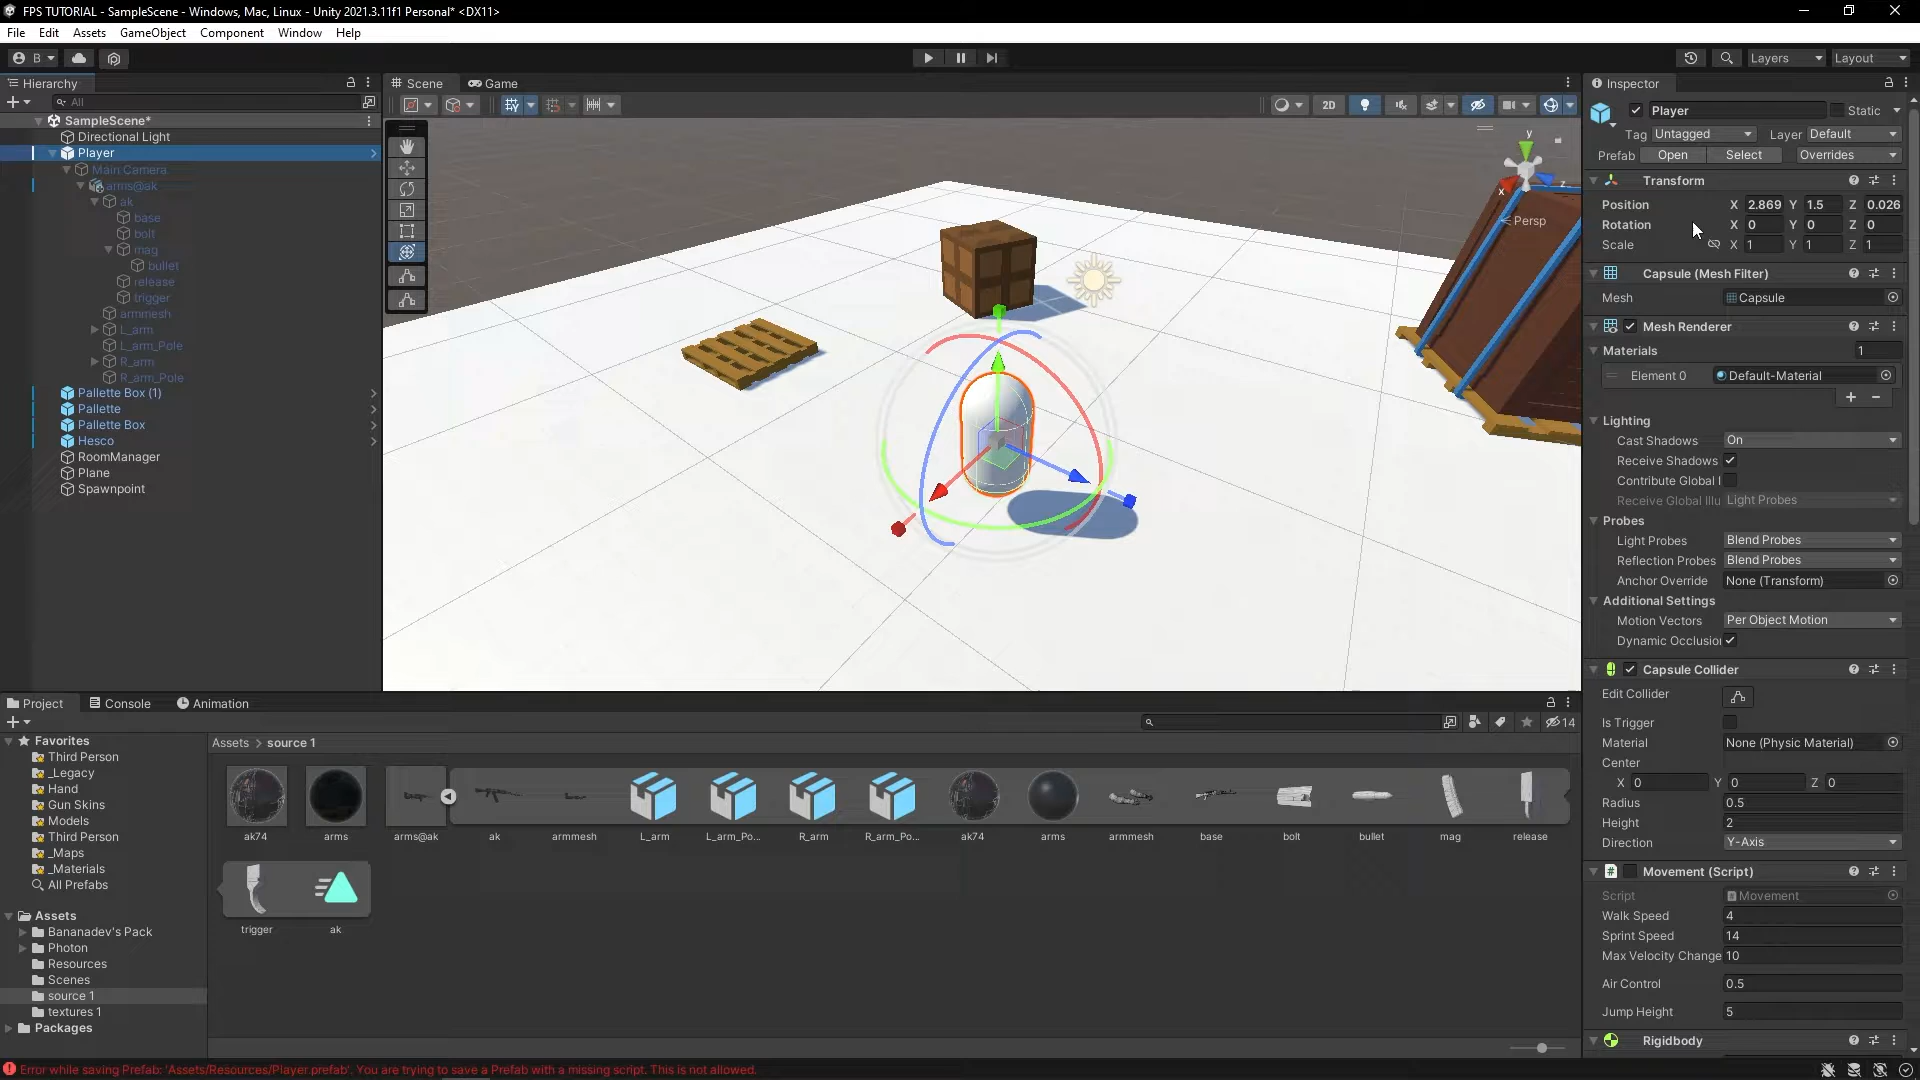 FPS TUTORIAL - SampleScene - Windows, Mac, Linux - Unity 2021.3.11f1 Personal* <DX11>
File Edit Assets GameObject Component Window Help
B Layers Layout
Hierarchy
All
SampleScene*
Directional Light
Player
Main Camera
arms@ak
ak
base
bolt
mag
bullet
release
trigger
armmesh
L_arm
L_arm_Pole
R_arm
R_arm_Pole
Pallette Box (1)
Pallette
Pallette Box
Hesco
RoomManager
Plane
Spawnpoint
Scene Game
2D
y
x z
Persp
Inspector
Player Static
Tag Untagged Layer Default
Prefab Open Select Overrides
Transform
Position X 2.869 Y 1.5 Z 0.026
Rotation X 0 Y 0 Z 0
Scale X 1 Y 1 Z 1
Capsule (Mesh Filter)
Mesh Capsule
Mesh Renderer
Materials 1
Element 0 Default-Material
Lighting
Cast Shadows On
Receive Shadows
Contribute Global I
Receive Global Illu Light Probes
Probes
Light Probes Blend Probes
Reflection Probes Blend Probes
Anchor Override None (Transform)
Additional Settings
Motion Vectors Per Object Motion
Dynamic Occlusio
Capsule Collider
Edit Collider
Is Trigger
Material None (Physic Material)
Center
X 0 Y 0 Z 0
Radius 0.5
Height 2
Direction Y-Axis
Movement (Script)
Script Movement
Walk Speed 4
Sprint Speed 14
Max Velocity Change 10
Air Control 0.5
Jump Height 5
Rigidbody
Project Console Animation
14
Favorites
Third Person
_Legacy
Hand
Gun Skins
Models
Third Person
_Maps
_Materials
All Prefabs
Assets
Bananadev's Pack
Photon
Resources
Scenes
source 1
textures 1
Packages
Assets > source 1
ak74 arms arms@ak ak armmesh L_arm L_arm_Po... R_arm R_arm_Po... ak74 arms armmesh base bolt bullet mag release
trigger ak
Error while saving Prefab: 'Assets/Resources/Player.prefab'. You are trying to save a Prefab with a missing script. This is not allowed.